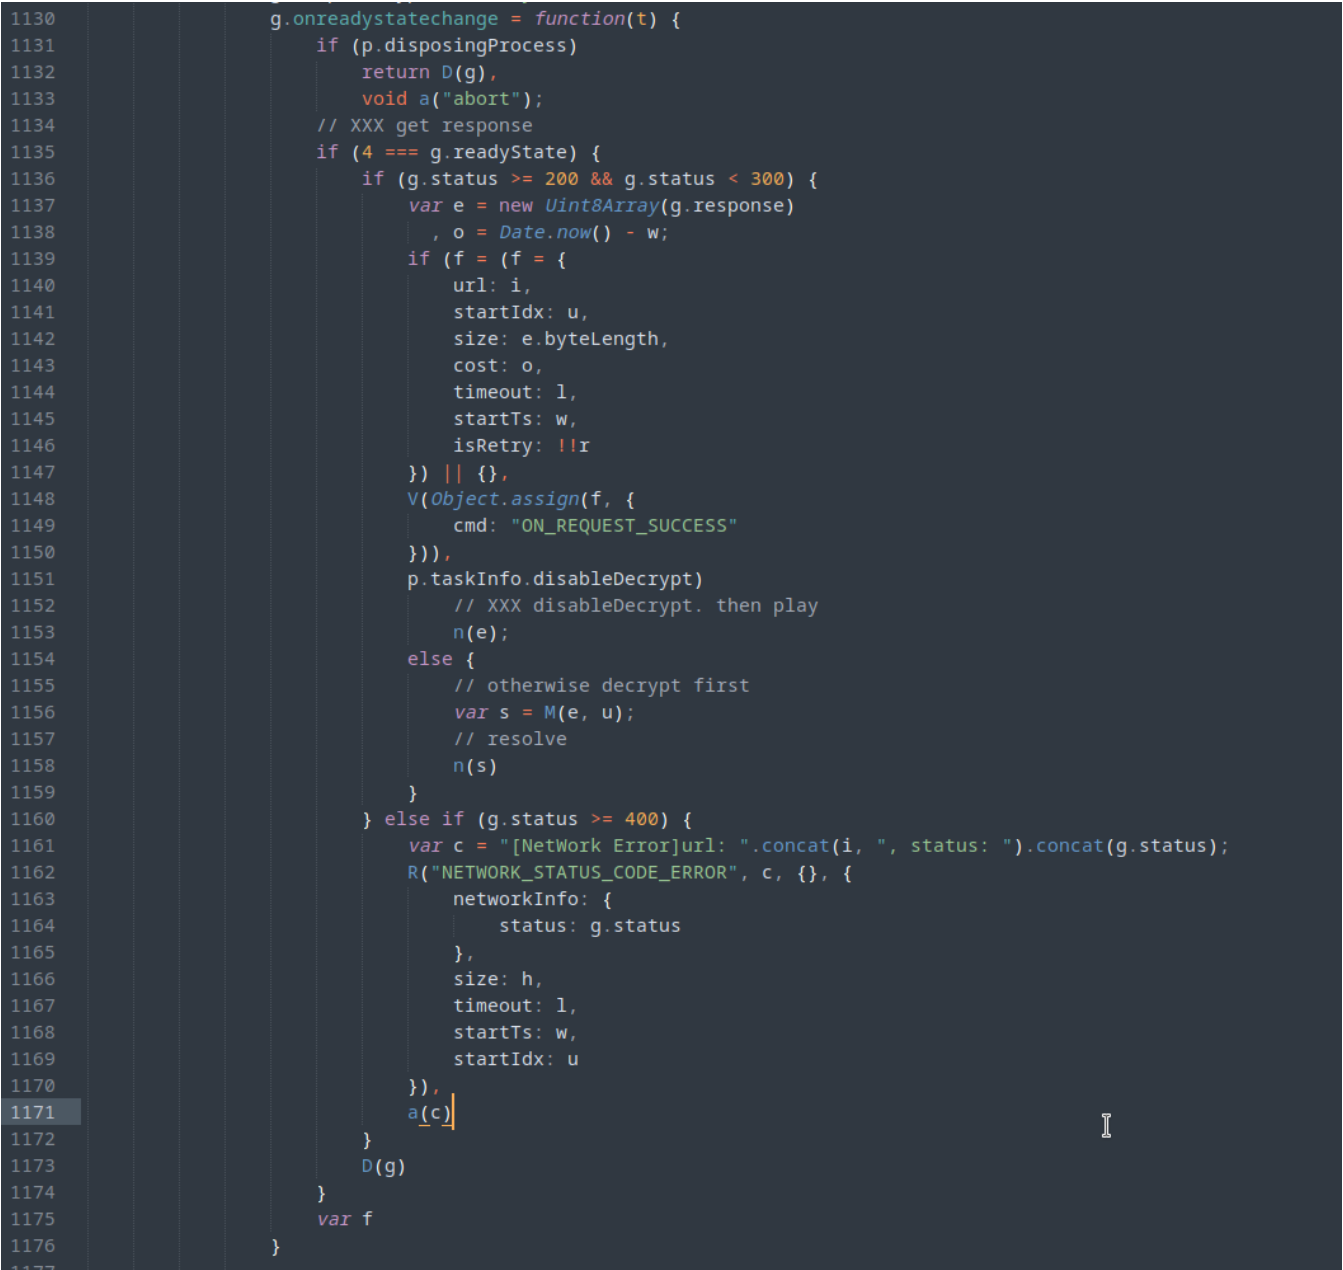 1130 g.onreadystatechange = function(t) {
1131 if (p.disposingProcess)
1132 return D(g),
1133 void a("abort");
1134 // XXX get response
1135 if (4 === g.readyState) {
1136 if (g.status >= 200 && g.status < 300) {
1137 var e = new Uint8Array(g.response)
1138 , o = Date.now() - w;
1139 if (f = (f = {
1140 url: i,
1141 startIdx: u,
1142 size: e.byteLength,
1143 cost: o,
1144 timeout: l,
1145 startTs: w,
1146 isRetry: !!r
1147 }) || {},
1148 V(Object.assign(f, {
1149 cmd: "ON_REQUEST_SUCCESS"
1150 })),
1151 p.taskInfo.disableDecrypt)
1152 // XXX disableDecrypt. then play
1153 n(e);
1154 else {
1155 // otherwise decrypt first
1156 var s = M(e, u);
1157 // resolve
1158 n(s)
1159 }
1160 } else if (g.status >= 400) {
1161 var c = "[NetWork Error]url: ".concat(i, ", status: ").concat(g.status);
1162 R("NETWORK_STATUS_CODE_ERROR", c, {}, {
1163 networkInfo: {
1164 status: g.status
1165 },
1166 size: h,
1167 timeout: l,
1168 startTs: w,
1169 startIdx: u
1170 }),
1171 a(c)
1172 }
1173 D(g)
1174 }
1175 var f
1176 }